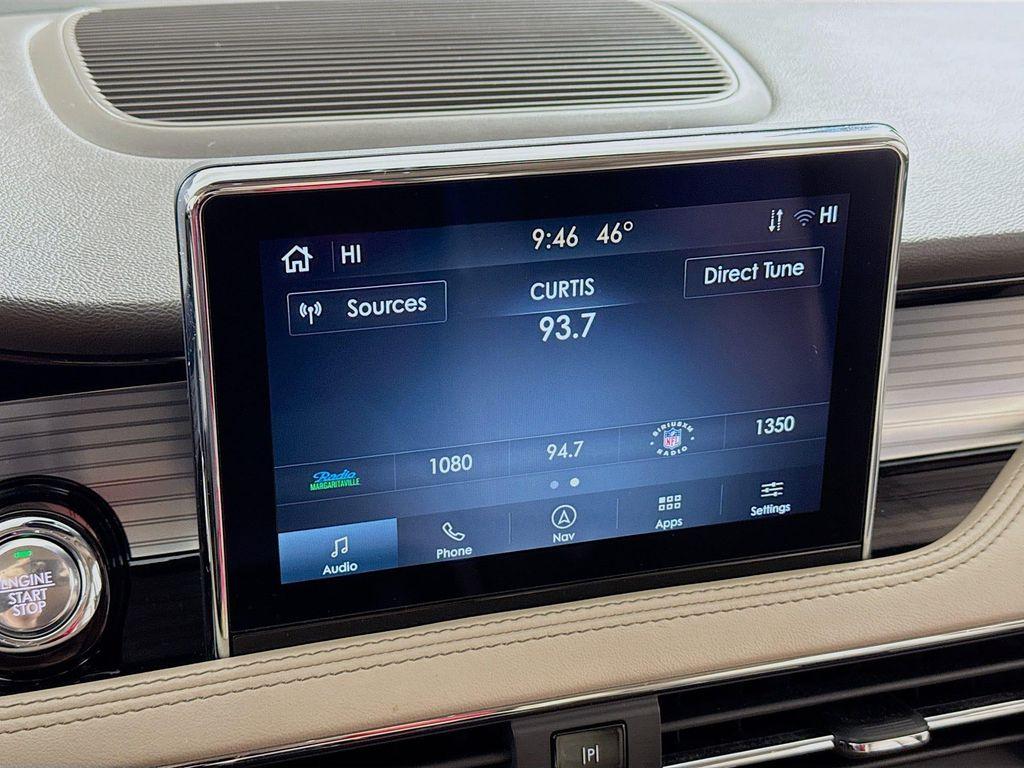 HI 9:46 46° HI
Sources CURTIS Direct Tune
93.7
Radio MARGARITAVILLE 1080 94.7 SIRIUSXM NFL RADIO 1350
Audio Phone Nav Apps Settings
ENGINE
START
STOP
|P|